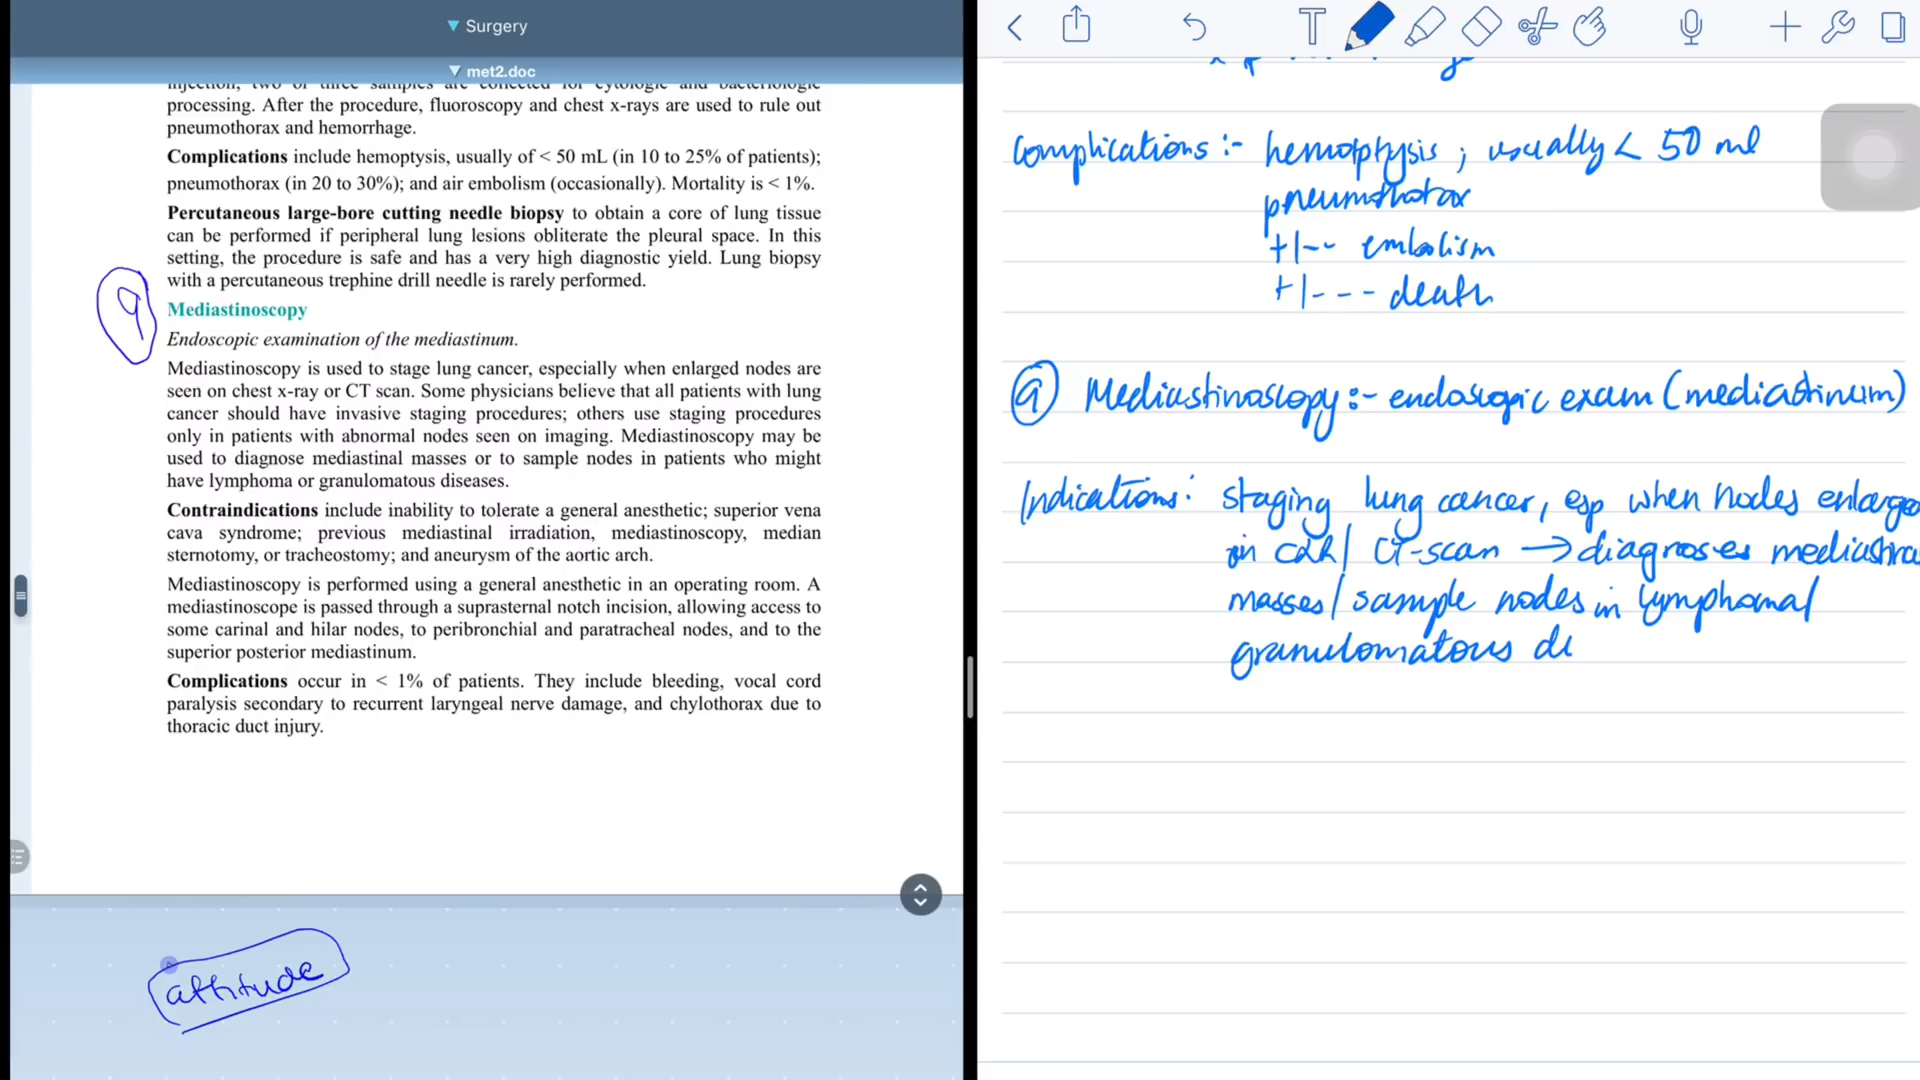 Surgery
met2.doc
injection, two or three samples are collected for cytologic and bacteriologic
processing. After the procedure, fluoroscopy and chest x-rays are used to rule out
pneumothorax and hemorrhage.
Complications include hemoptysis, usually of < 50 mL (in 10 to 25% of patients);
pneumothorax (in 20 to 30%); and air embolism (occasionally). Mortality is < 1%.
Percutaneous large-bore cutting needle biopsy to obtain a core of lung tissue
can be performed if peripheral lung lesions obliterate the pleural space. In this
setting, the procedure is safe and has a very high diagnostic yield. Lung biopsy
with a percutaneous trephine drill needle is rarely performed.
9
Mediastinoscopy
Endoscopic examination of the mediastinum.
Mediastinoscopy is used to stage lung cancer, especially when enlarged nodes are
seen on chest x-ray or CT scan. Some physicians believe that all patients with lung
cancer should have invasive staging procedures; others use staging procedures
only in patients with abnormal nodes seen on imaging. Mediastinoscopy may be
used to diagnose mediastinal masses or to sample nodes in patients who might
have lymphoma or granulomatous diseases.
Contraindications include inability to tolerate a general anesthetic; superior vena
cava syndrome; previous mediastinal irradiation, mediastinoscopy, median
sternotomy, or tracheostomy; and aneurysm of the aortic arch.
Mediastinoscopy is performed using a general anesthetic in an operating room. A
mediastinoscope is passed through a suprasternal notch incision, allowing access to
some carinal and hilar nodes, to peribronchial and paratracheal nodes, and to the
superior posterior mediastinum.
Complications occur in < 1% of patients. They include bleeding, vocal cord
paralysis secondary to recurrent laryngeal nerve damage, and chylothorax due to
thoracic duct injury.
attitude
Complications :- hemoptysis ; usually < 50 ml
pneumothorax
+/-- embolism
+/--- death
9 Mediastinoscopy :- endoscopic exam (mediastinum)
Indications: staging lung cancer, esp when nodes enlarge
in CXR/ CT-scan → diagnoses mediastina
masses/ sample nodes in lymphoma/
granulomatous di